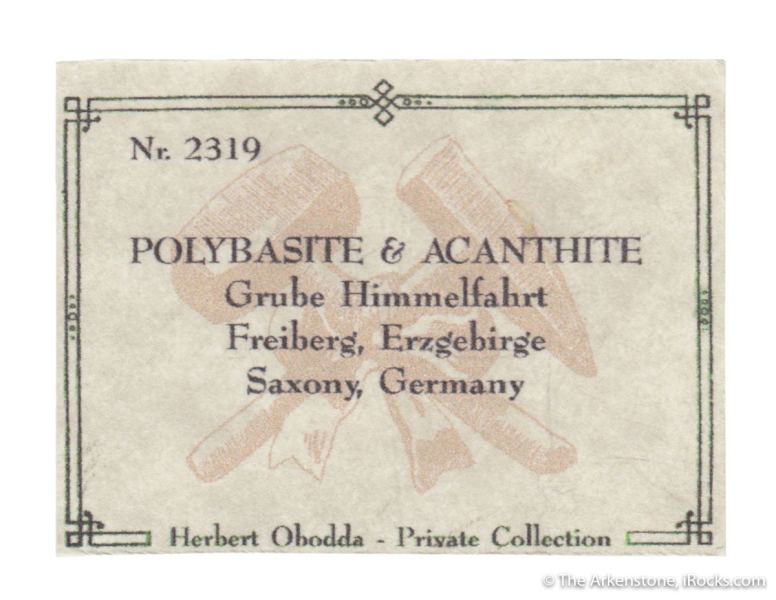 Nr. 2319
POLYBASITE & ACANTHITE
Grube Himmelfahrt
Freiberg, Erzgebirge
Saxony, Germany
Herbert Obodda - Private Collection
© The Arkenstone, iRocks.com